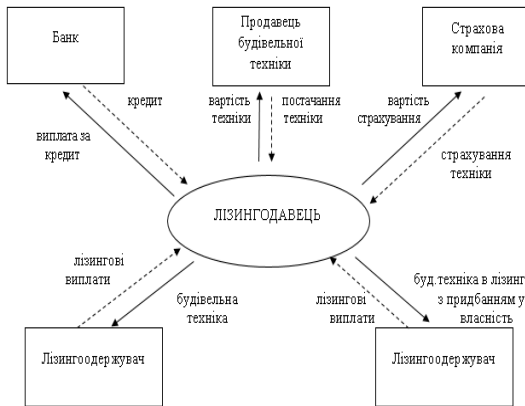 Банк
Продавець
будівельної
техніки
Страхова
компанія
кредит
вартість
техніки
постачання
техніки
вартість
страхування
виплата за
кредит
страхування
техніки
ЛІЗИНГОДАВЕЦЬ
лізингові
виплати
будівельна
техніка
лізингові
виплати
буд.техніка в лізинг
з придбанням у
власність
Лізингоодержувач
Лізингоодержувач